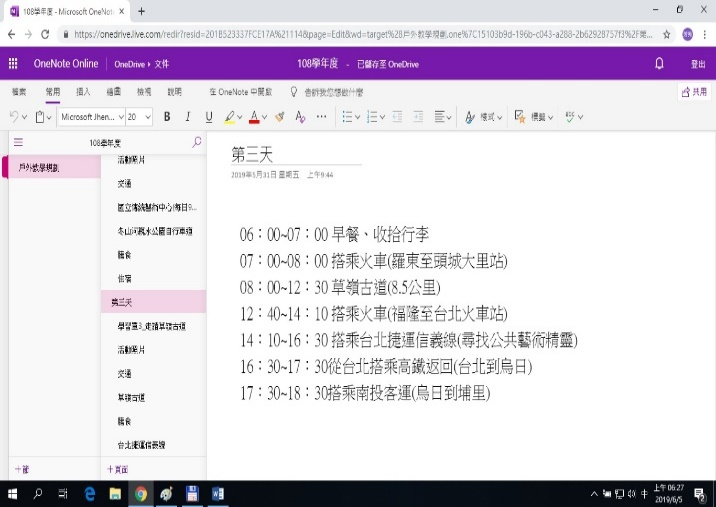 108學年度 - Microsoft OneNot
https://onedrive.live.com/redir?resid=201B523337FCE17A%21114&page=Edit&wd=target%28戶外教學規劃.one%7C15103b9d-196b-c043-a288-2b62928757f3%2F第...
OneNote Online
OneDrive › 文件
108學年度 - 已儲存至 OneDrive
登出
檔案 常用 插入 繪圖 檢視 說明 在 OneNote 中開啟 告訴我您想做什麼 共用
Microsoft Jhen... 20 B I U A 樣式 標籤
108學年度
戶外教學規劃
活動照片
交通
國立傳統藝術中心(每日9...
冬山河親水公園自行車道
膳食
住宿
第三天
學習單3_走讀草嶺古道
活動照片
交通
草嶺古道
膳食
台北捷運信義線
+節
+頁面
第三天
2019年5月31日 星期五 上午9:44
06：00~07：00 早餐、收拾行李
07：00~08：00 搭乘火車(羅東至頭城大里站)
08：00~12：30 草嶺古道(8.5公里)
12：40~14：10 搭乘火車(福隆至台北火車站)
14：10~16：30 搭乘台北捷運信義線(尋找公共藝術精靈)
16：30~17：30從台北搭乘高鐵返回(台北到烏日)
17：30~18：30搭乘南投客運(烏日到埔里)
中
上午 06:27
2019/6/5